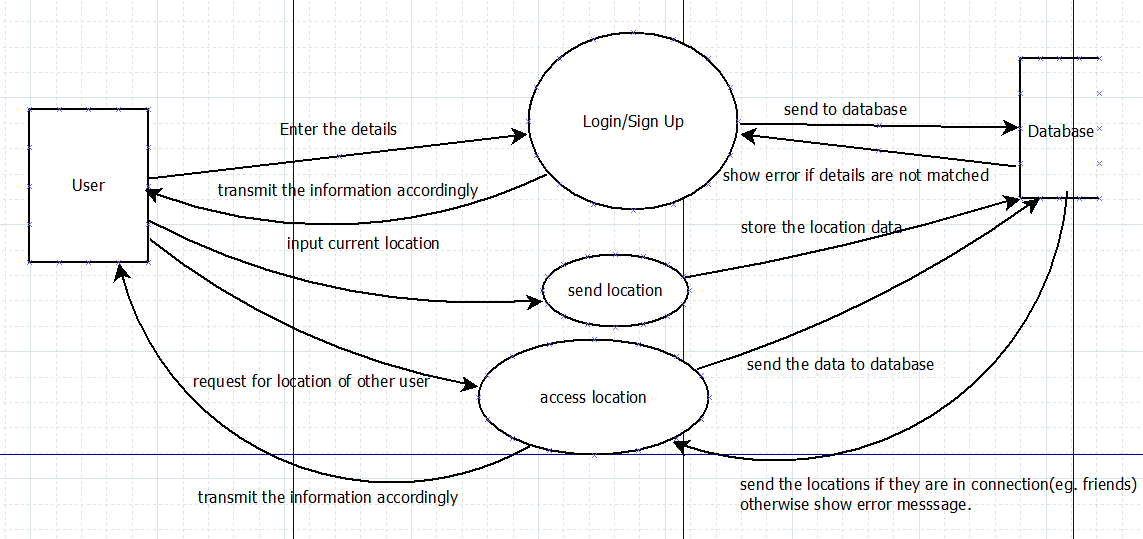 send to database
Login/Sign Up
Enter the details
Database
show error if details are not matched
User
transmit the information accordingly
store the location data
input current location
send location
send the data to database
request for location of other user
access location
send the locations if they are in connection(eg. friends)
transmit the information accordingly
otherwise show error messsage.